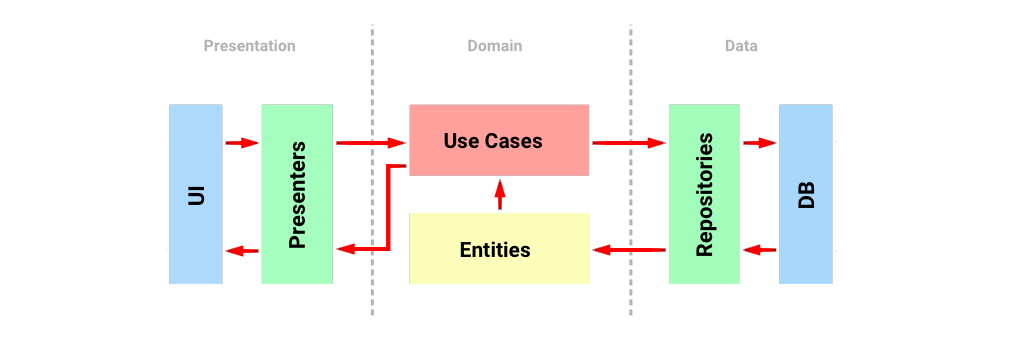 Presentation
Domain
Data
UI
Presenters
Use Cases
Entities
Repositories
DB